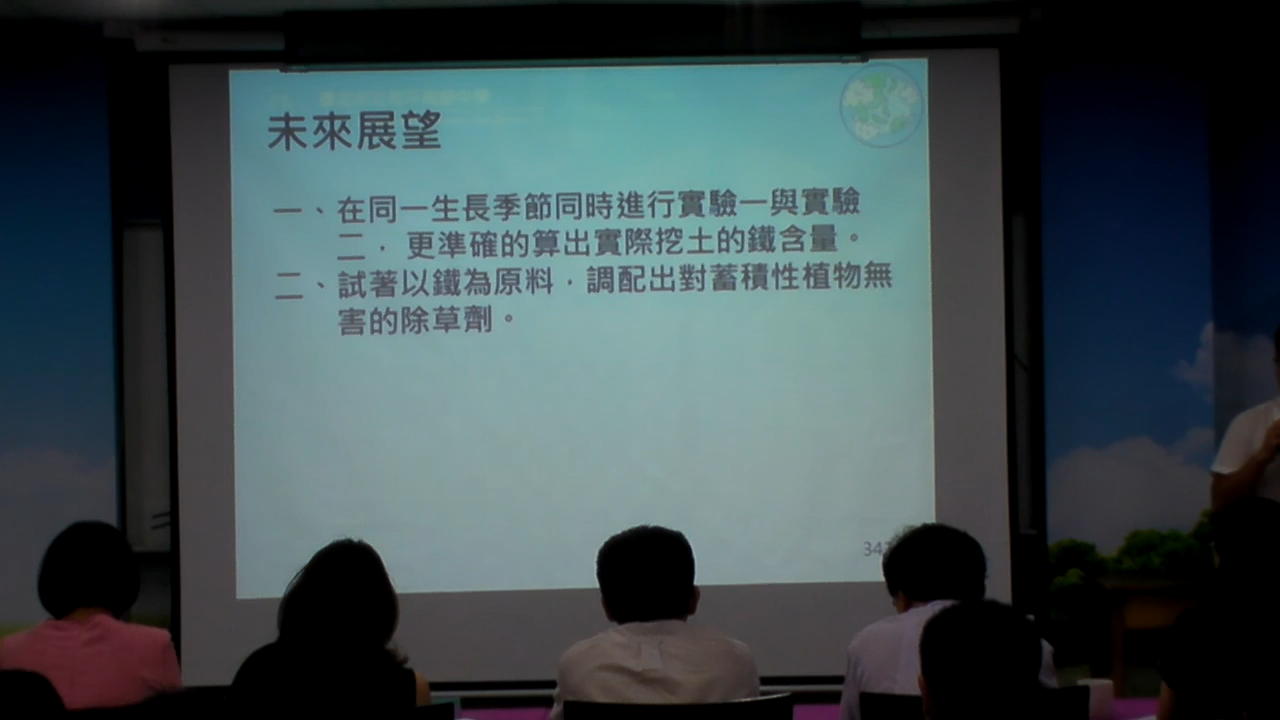 未來展望
一、在同一生長季節同時進行實驗一與實驗
二，更準確的算出實際挖土的鐵含量。
二、試著以鐵為原料，調配出對蓄積性植物無
害的除草劑。